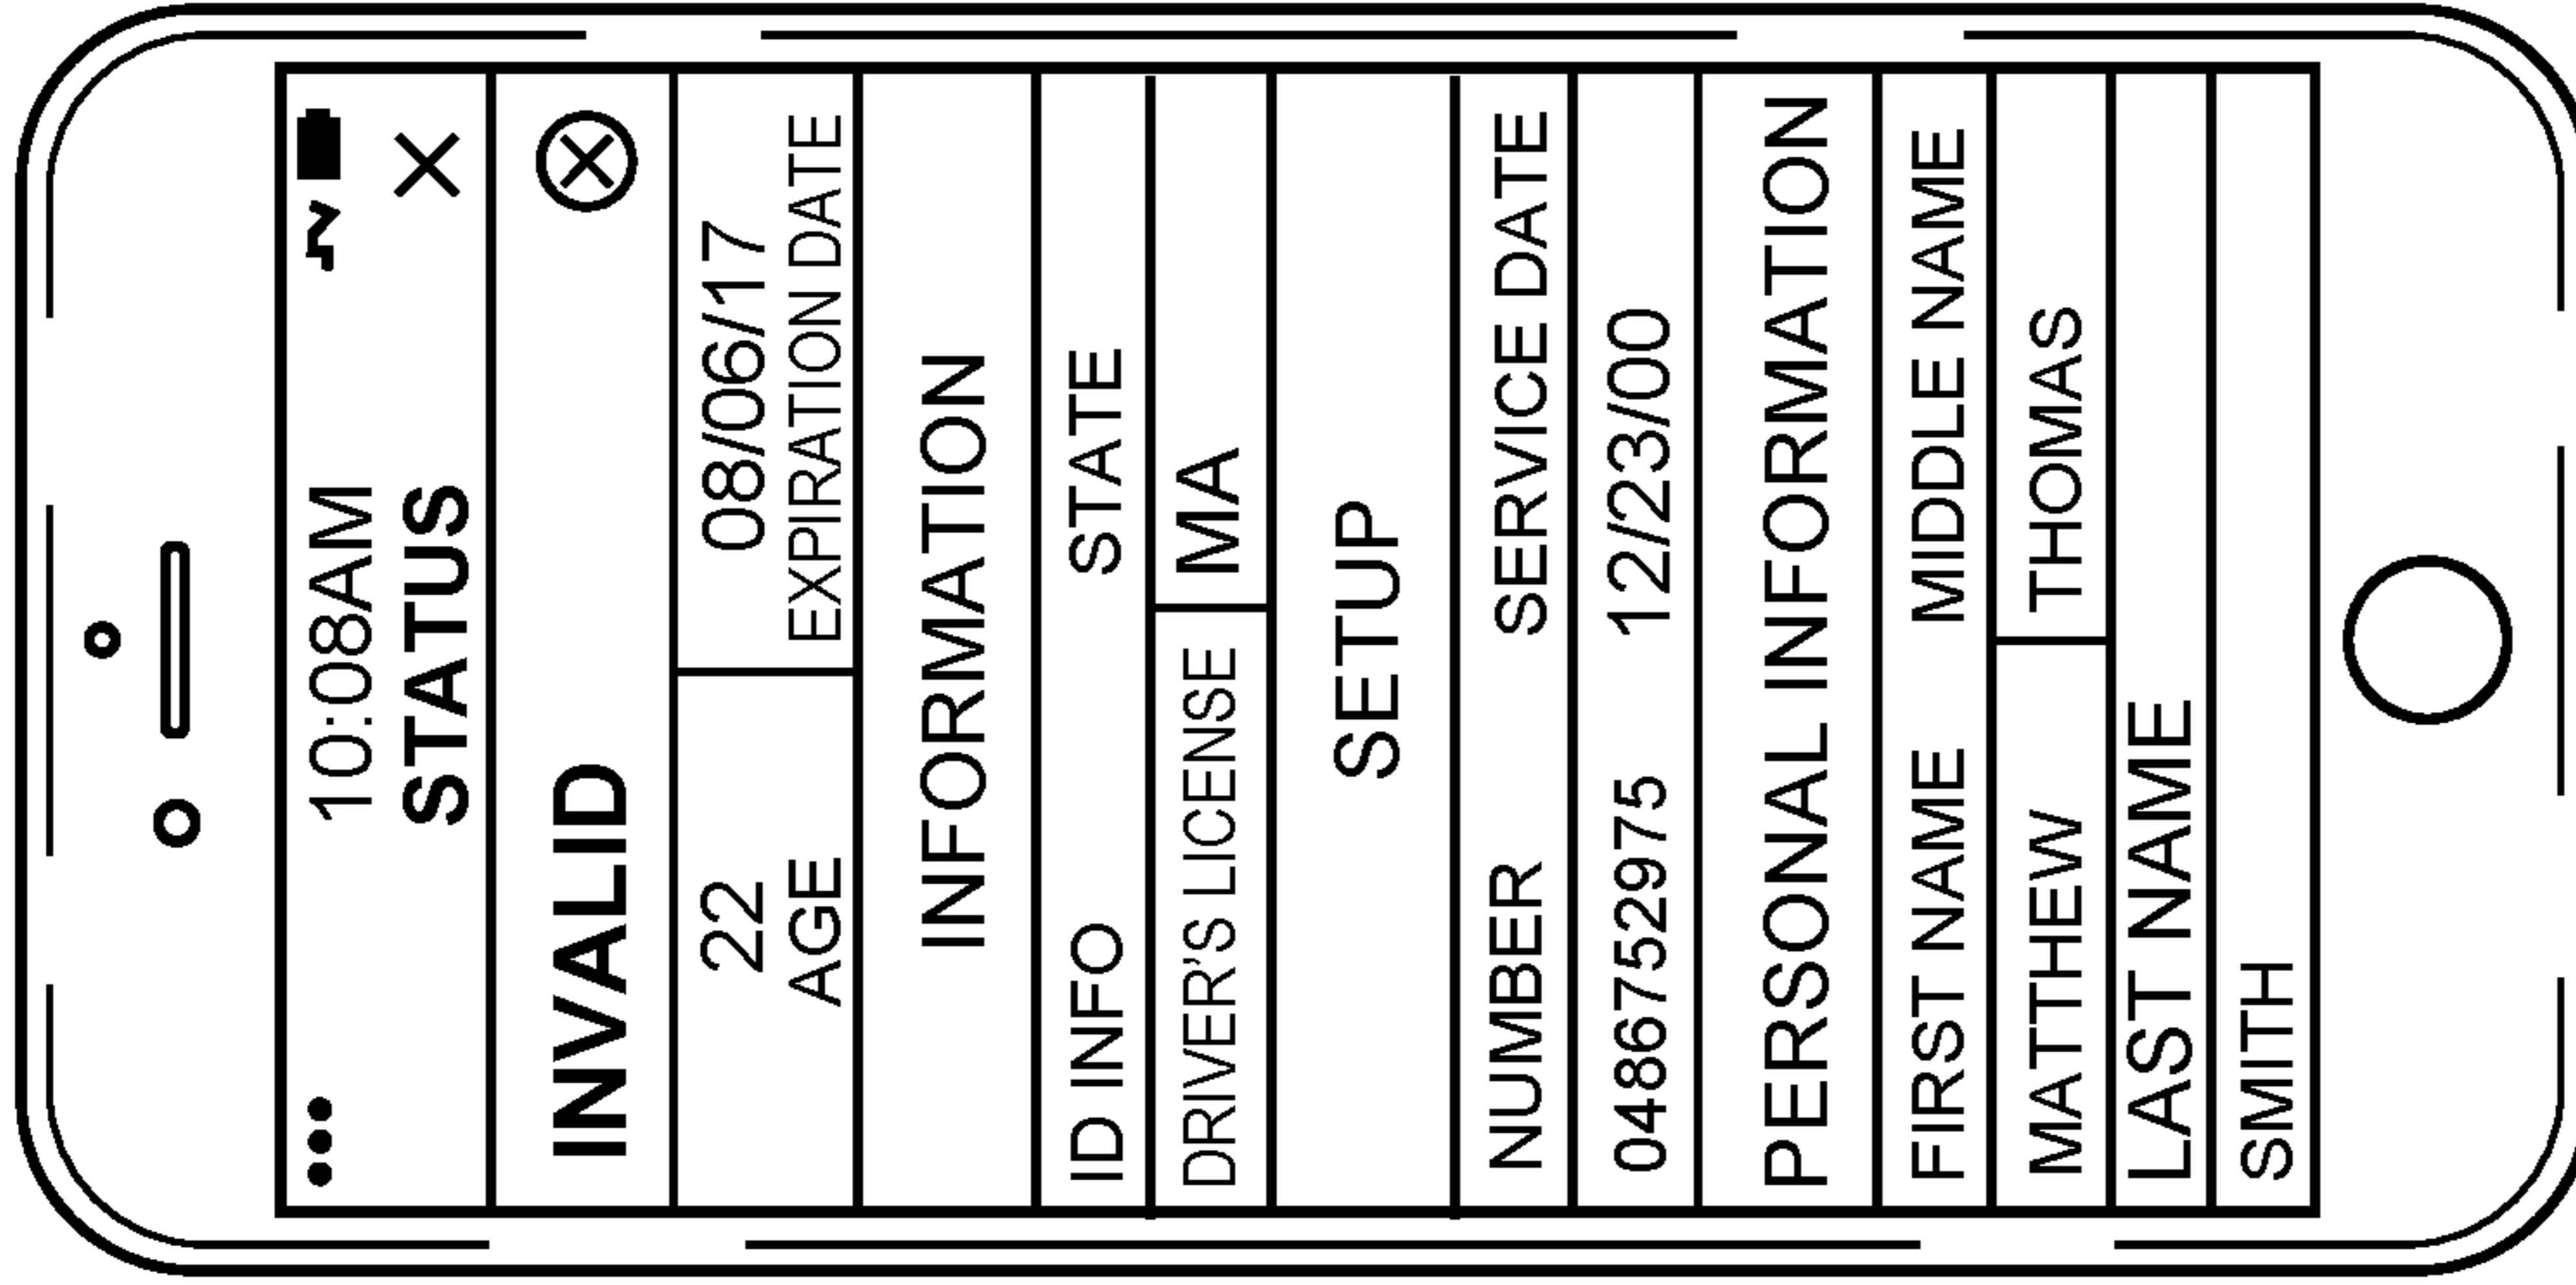 10:08AM
STATUS
INVALID
22 08/06/17
AGE EXPIRATION DATE
INFORMATION
ID INFO STATE
DRIVER'S LICENSE MA
SETUP
NUMBER SERVICE DATE
0486752975 12/23/00
PERSONAL INFORMATION
FIRST NAME MIDDLE NAME
MATTHEW THOMAS
LAST NAME
SMITH